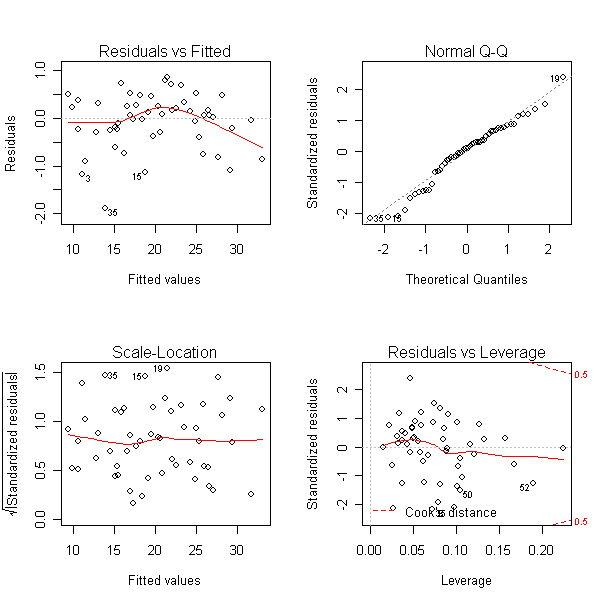 Residuals vs Fitted
Residuals
1.0
0.0
-1.0
-2.0
3
15
35
10 15 20 25 30
Fitted values
Normal Q-Q
Standardized residuals
2
1
0
-1
-2
19
35
15
-2 -1 0 1 2
Theoretical Quantiles
Scale-Location
√|Standardized residuals|
1.5
1.0
0.5
0.0
35
15
19
10 15 20 25 30
Fitted values
Residuals vs Leverage
Standardized residuals
2
1
0
-1
-2
0.5
50
52
Cook's distance
0.5
0.00 0.05 0.10 0.15 0.20
Leverage